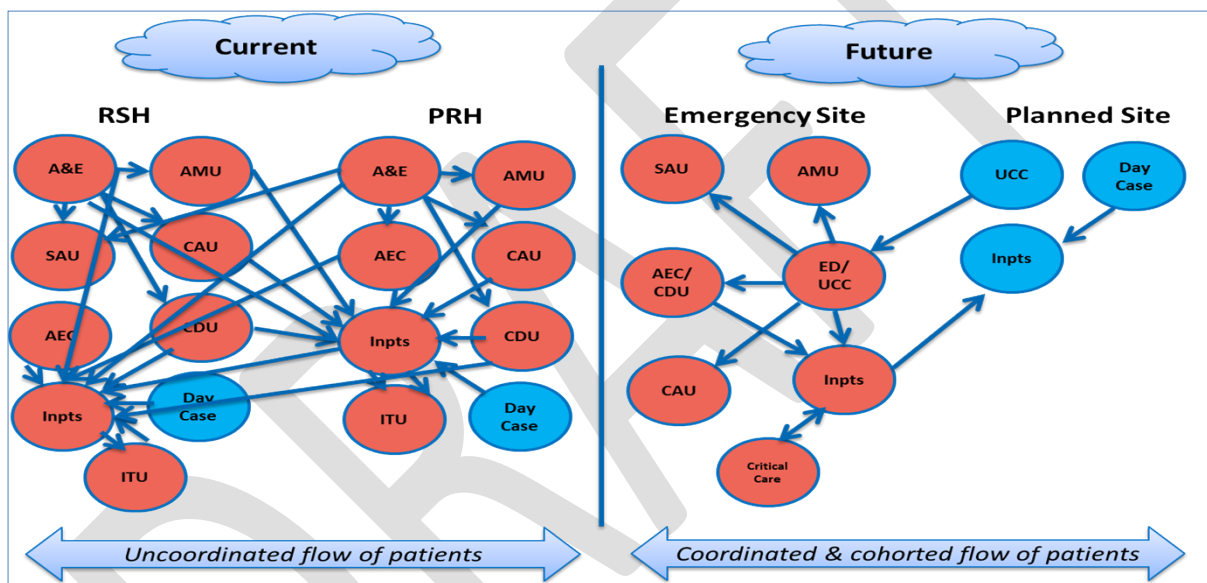 Current
Future
RSH
PRH
Emergency Site
Planned Site
A&E
AMU
A&E
AMU
SAU
AMU
UCC
Day
Case
SAU
CAU
AEC
CAU
AEC/
CDU
ED/
UCC
Inpts
AEC
CDU
Inpts
CDU
CAU
Inpts
Inpts
Day
Case
ITU
Day
Case
ITU
Critical
Care
Uncoordinated flow of patients
Coordinated & cohorted flow of patients
DRAFT